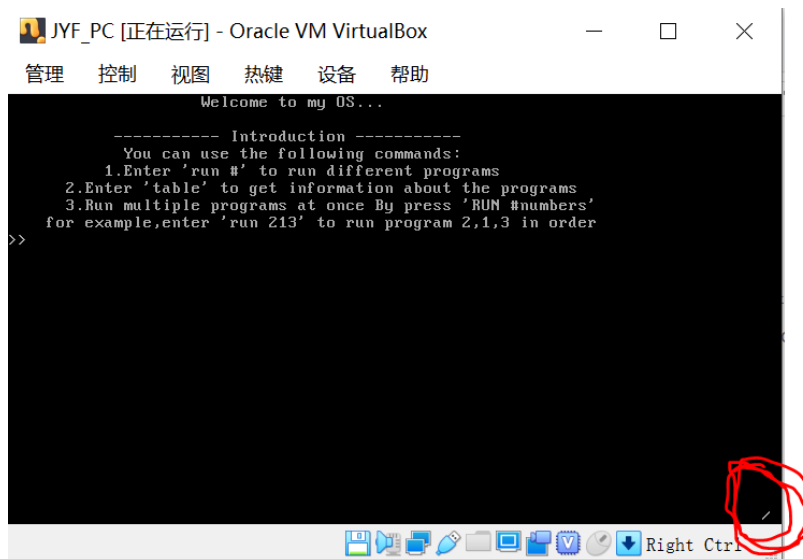 JYF_PC [正在运行] - Oracle VM VirtualBox
管理 控制 视图 热键 设备 帮助
Welcome to my OS...
----------- Introduction -----------
You can use the following commands:
1.Enter 'run #' to run different programs
2.Enter 'table' to get information about the programs
3.Run multiple programs at once By press 'RUN #numbers'
for example,enter 'run 213' to run program 2,1,3 in order
>>
/
Right Ctrl